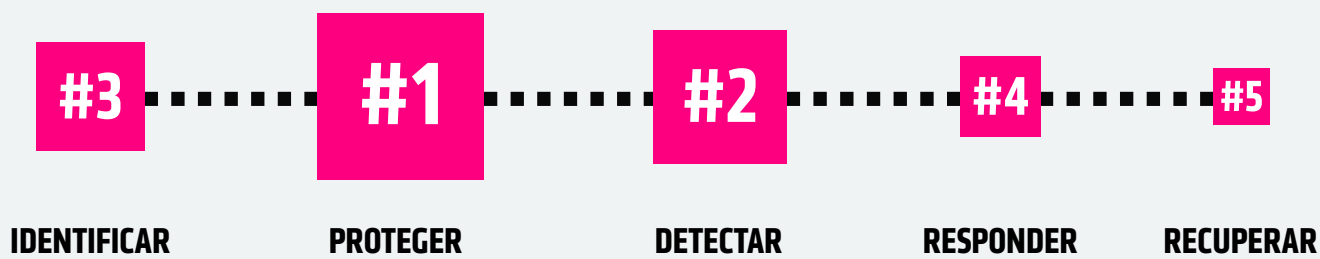 #3 #1 #2 #4 #5
IDENTIFICAR PROTEGER DETECTAR RESPONDER RECUPERAR